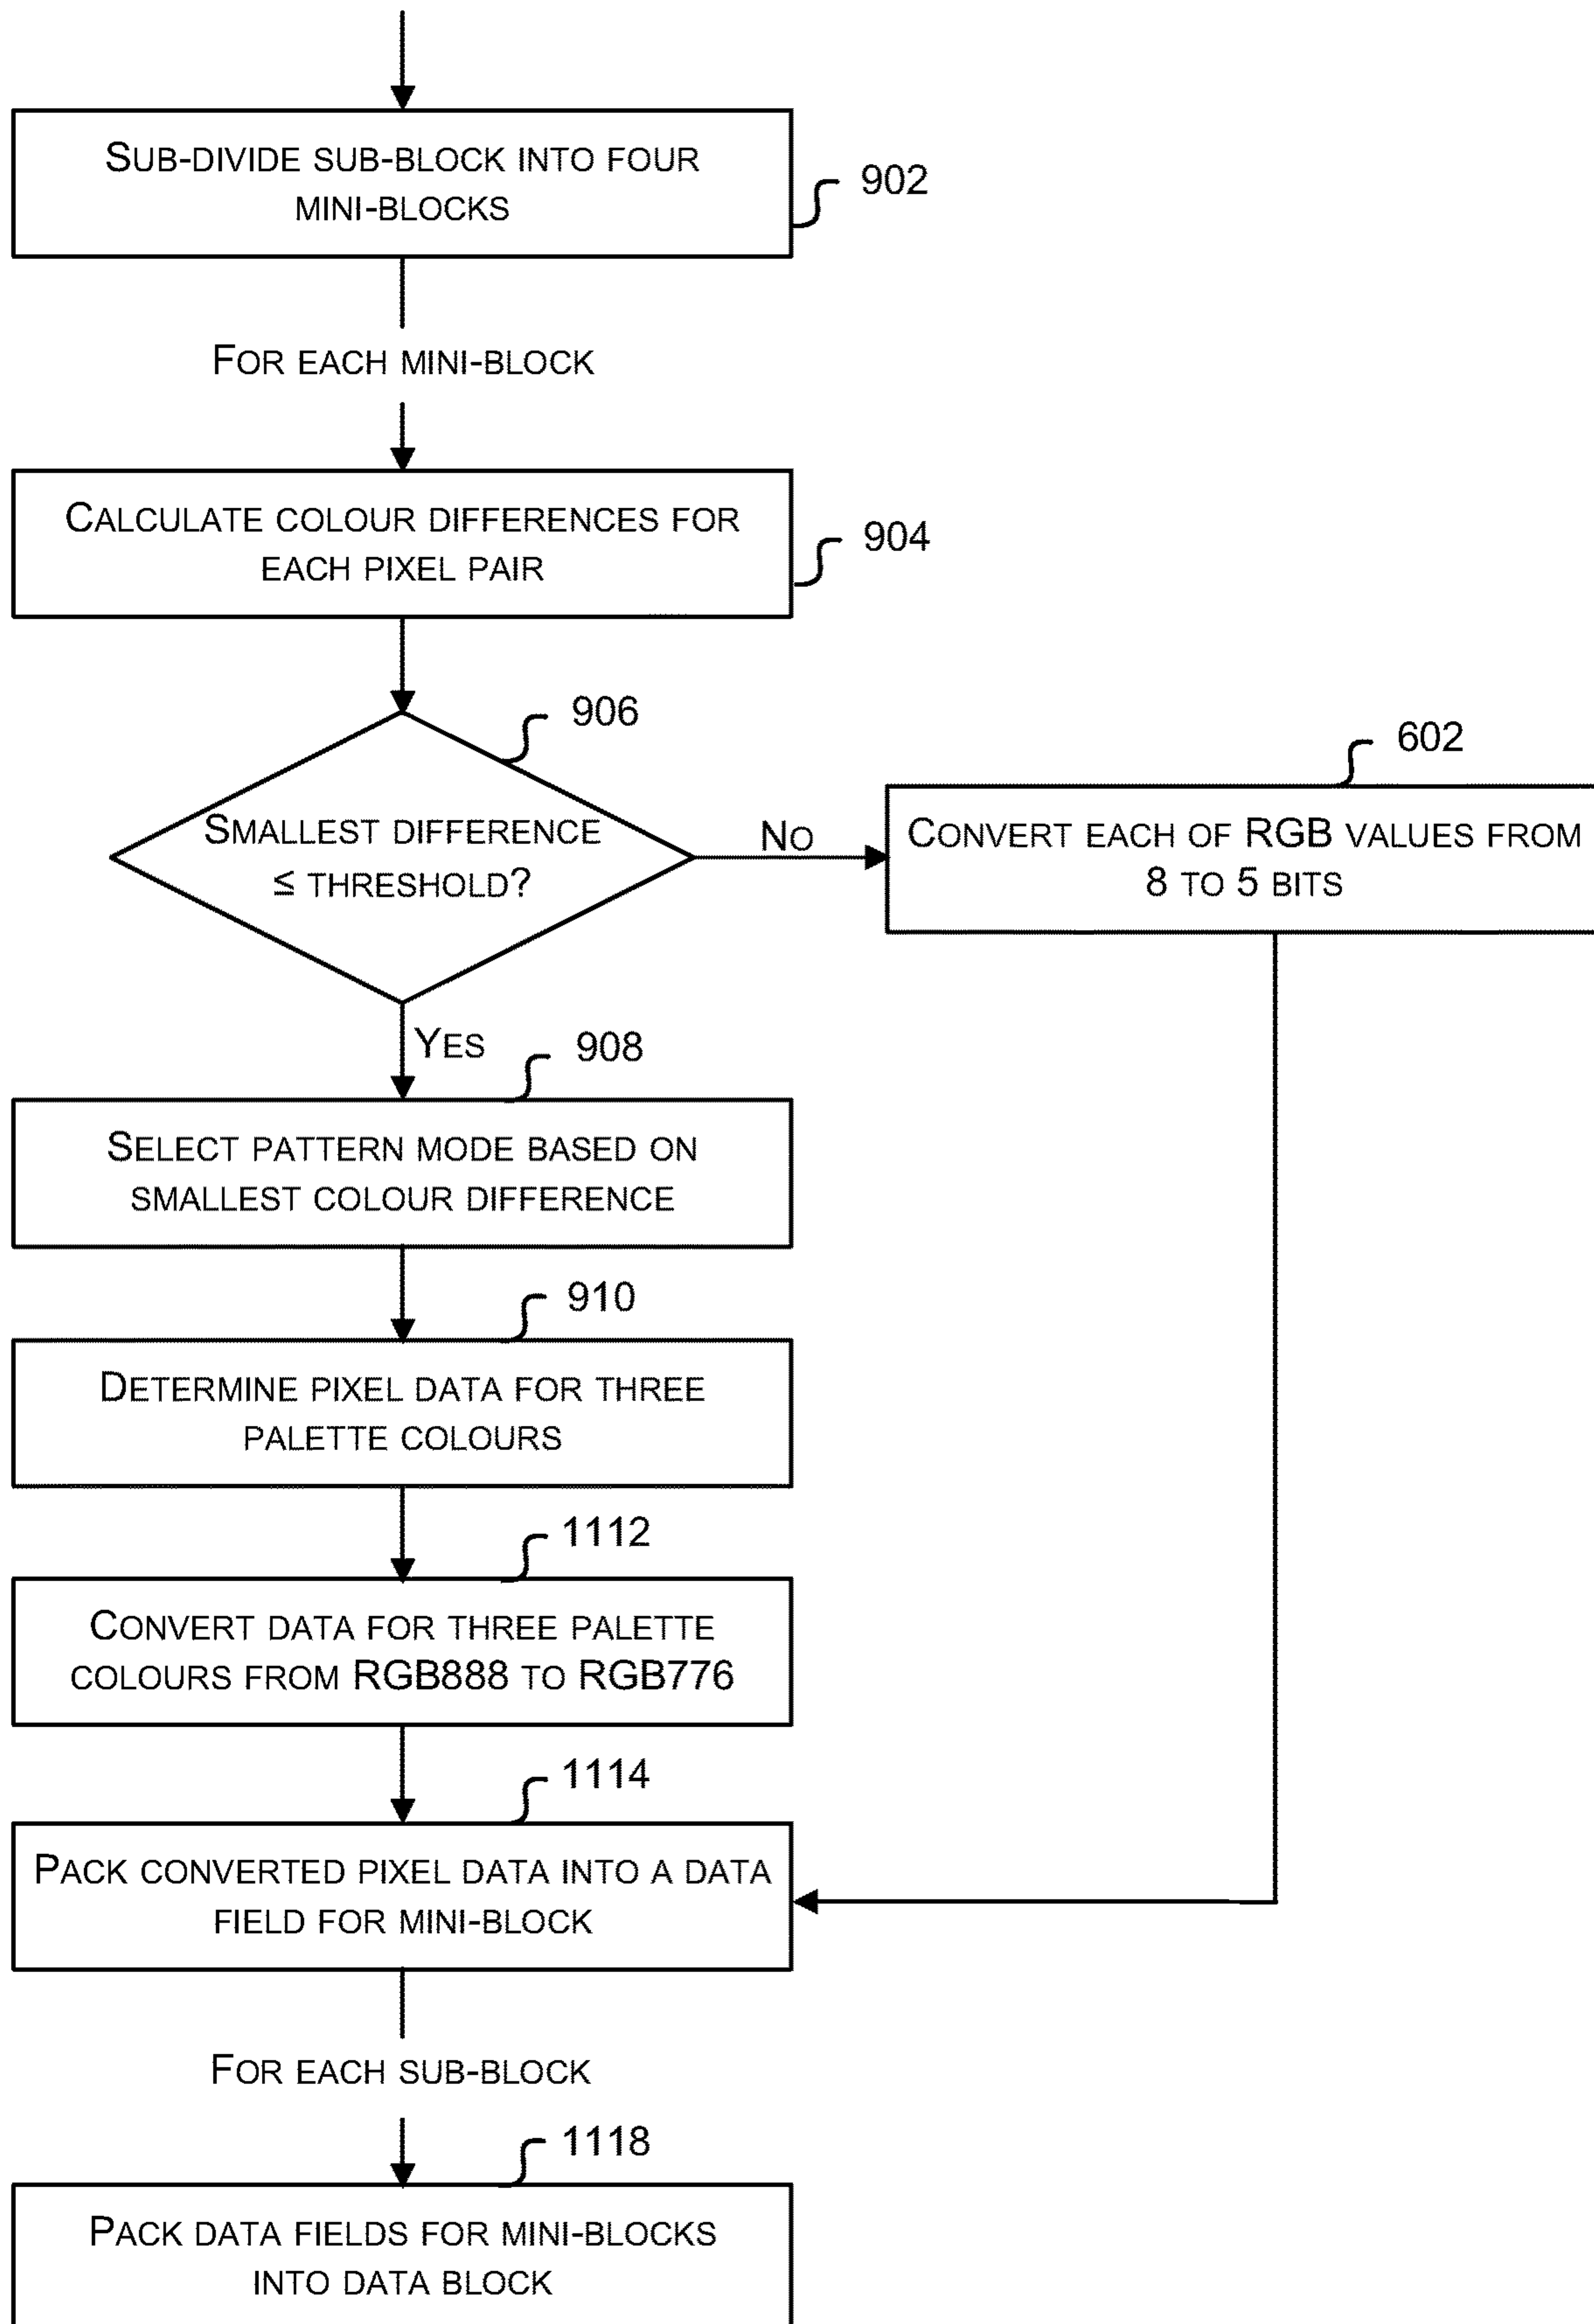 SUB-DIVIDE SUB-BLOCK INTO FOUR
MINI-BLOCKS
902
FOR EACH MINI-BLOCK
CALCULATE COLOUR DIFFERENCES FOR
EACH PIXEL PAIR
904
906
SMALLEST DIFFERENCE
≤ THRESHOLD?
NO
602
CONVERT EACH OF RGB VALUES FROM
8 TO 5 BITS
YES
908
SELECT PATTERN MODE BASED ON
SMALLEST COLOUR DIFFERENCE
910
DETERMINE PIXEL DATA FOR THREE
PALETTE COLOURS
1112
CONVERT DATA FOR THREE PALETTE
COLOURS FROM RGB888 TO RGB776
1114
PACK CONVERTED PIXEL DATA INTO A DATA
FIELD FOR MINI-BLOCK
FOR EACH SUB-BLOCK
1118
PACK DATA FIELDS FOR MINI-BLOCKS
INTO DATA BLOCK